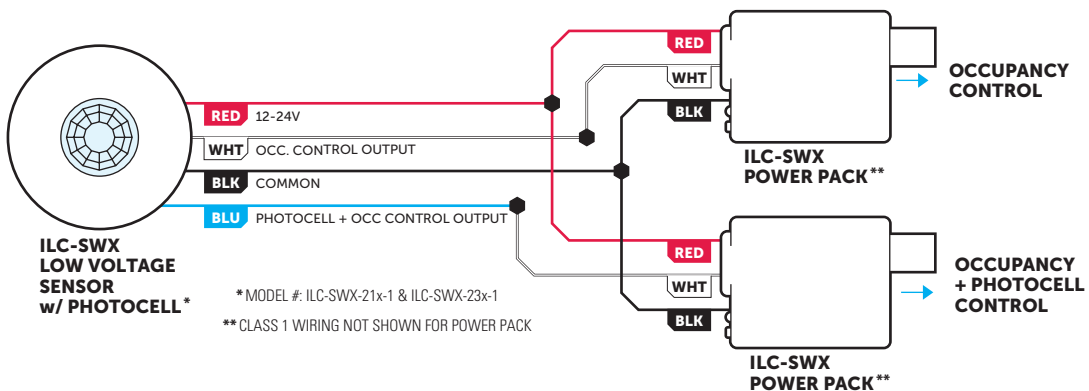 RED 12-24V
WHT OCC. CONTROL OUTPUT
BLK COMMON
BLU PHOTOCELL + OCC CONTROL OUTPUT
ILC-SWX
LOW VOLTAGE
SENSOR
w/ PHOTOCELL*
* MODEL #: ILC-SWX-21x-1 & ILC-SWX-23x-1
** CLASS 1 WIRING NOT SHOWN FOR POWER PACK
RED
WHT
BLK
ILC-SWX
POWER PACK**
OCCUPANCY
CONTROL
RED
WHT
BLK
ILC-SWX
POWER PACK**
OCCUPANCY
+ PHOTOCELL
CONTROL